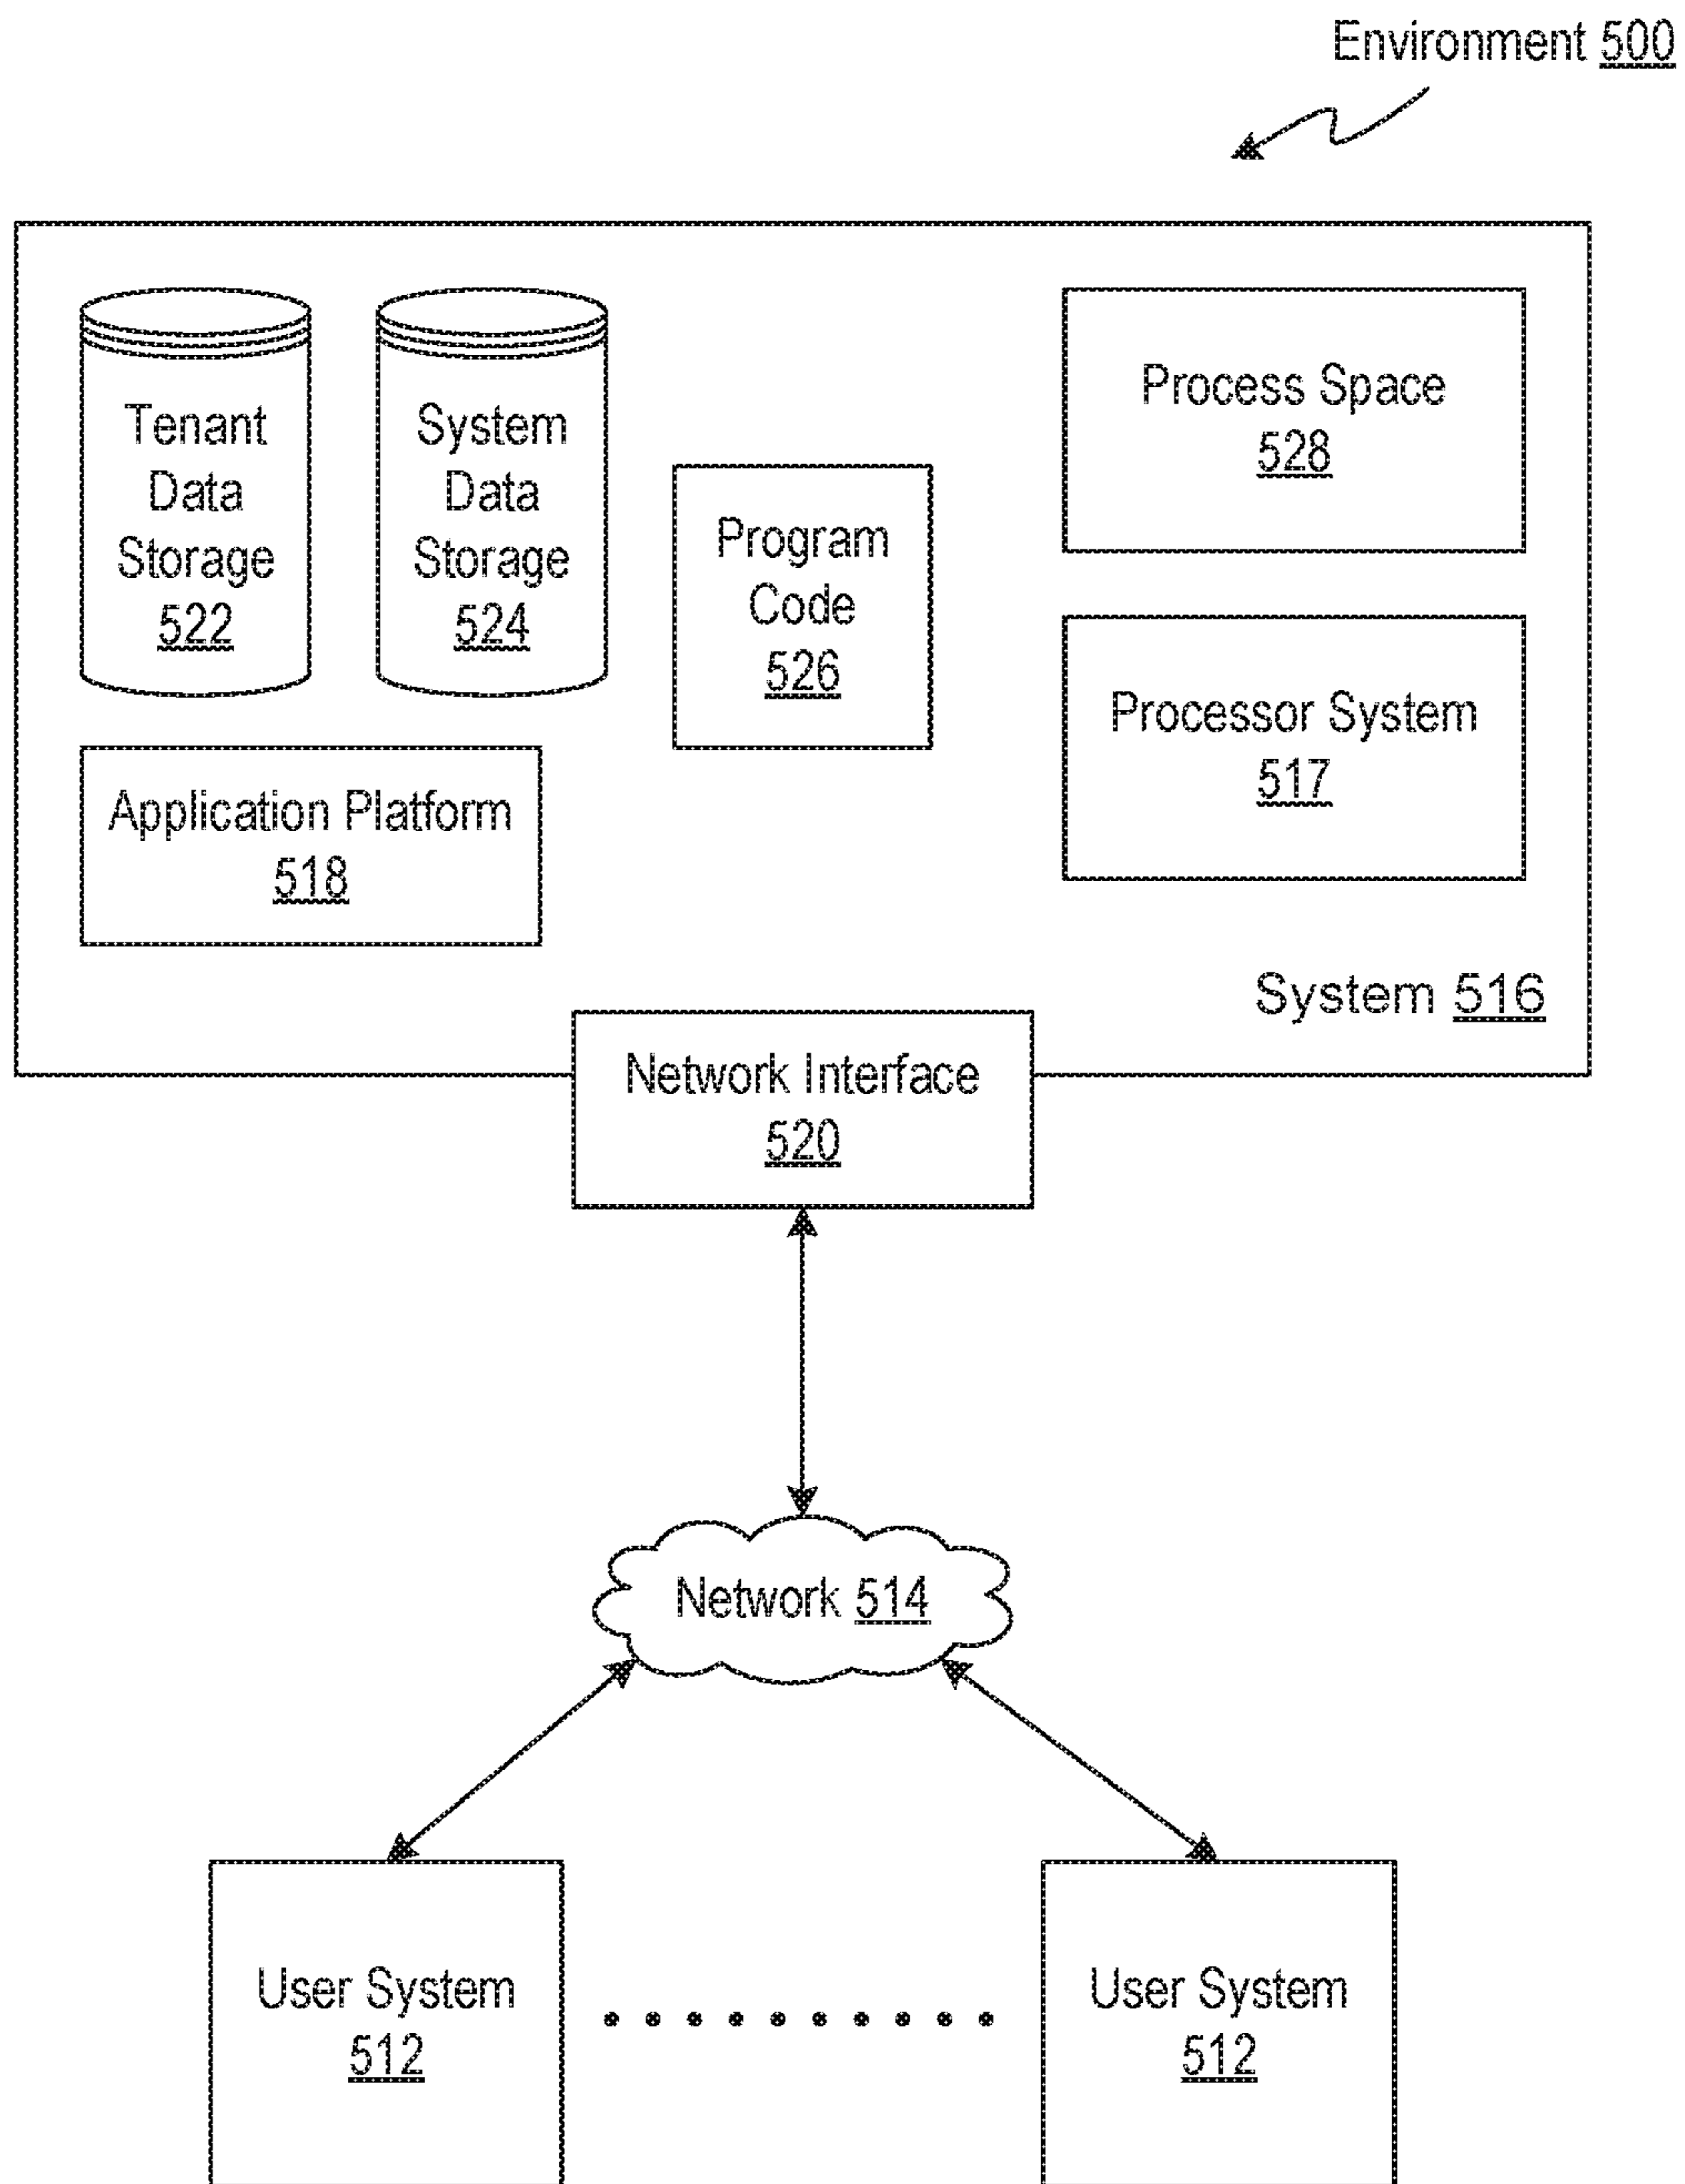 Environment 500
Tenant
Data
Storage
522
System
Data
Storage
524
Program
Code
526
Process Space
528
Processor System
517
Application Platform
518
System 516
Network Interface
520
Network 514
User System
512
User System
512